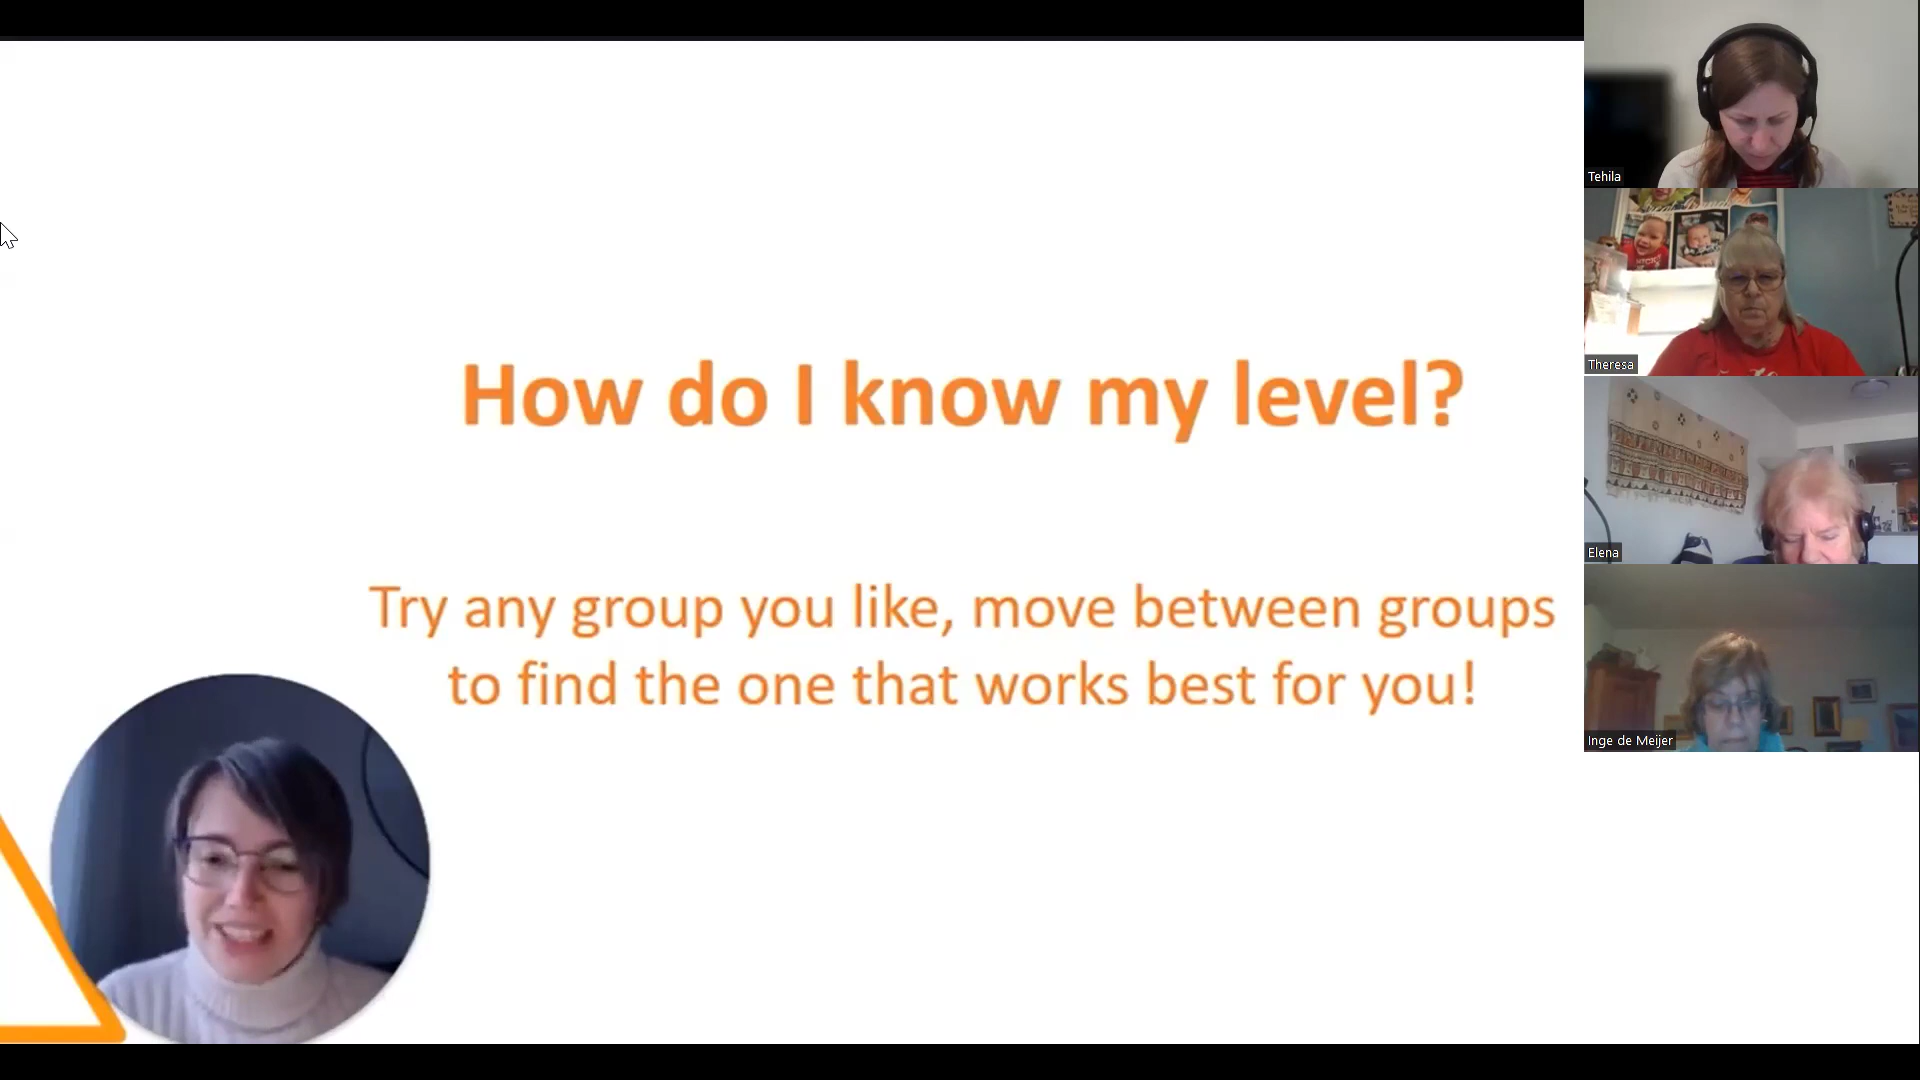 How do I know my level?
Try any group you like, move between groups
to find the one that works best for you!
Tehila
Theresa
Elena
Inge de Meijer